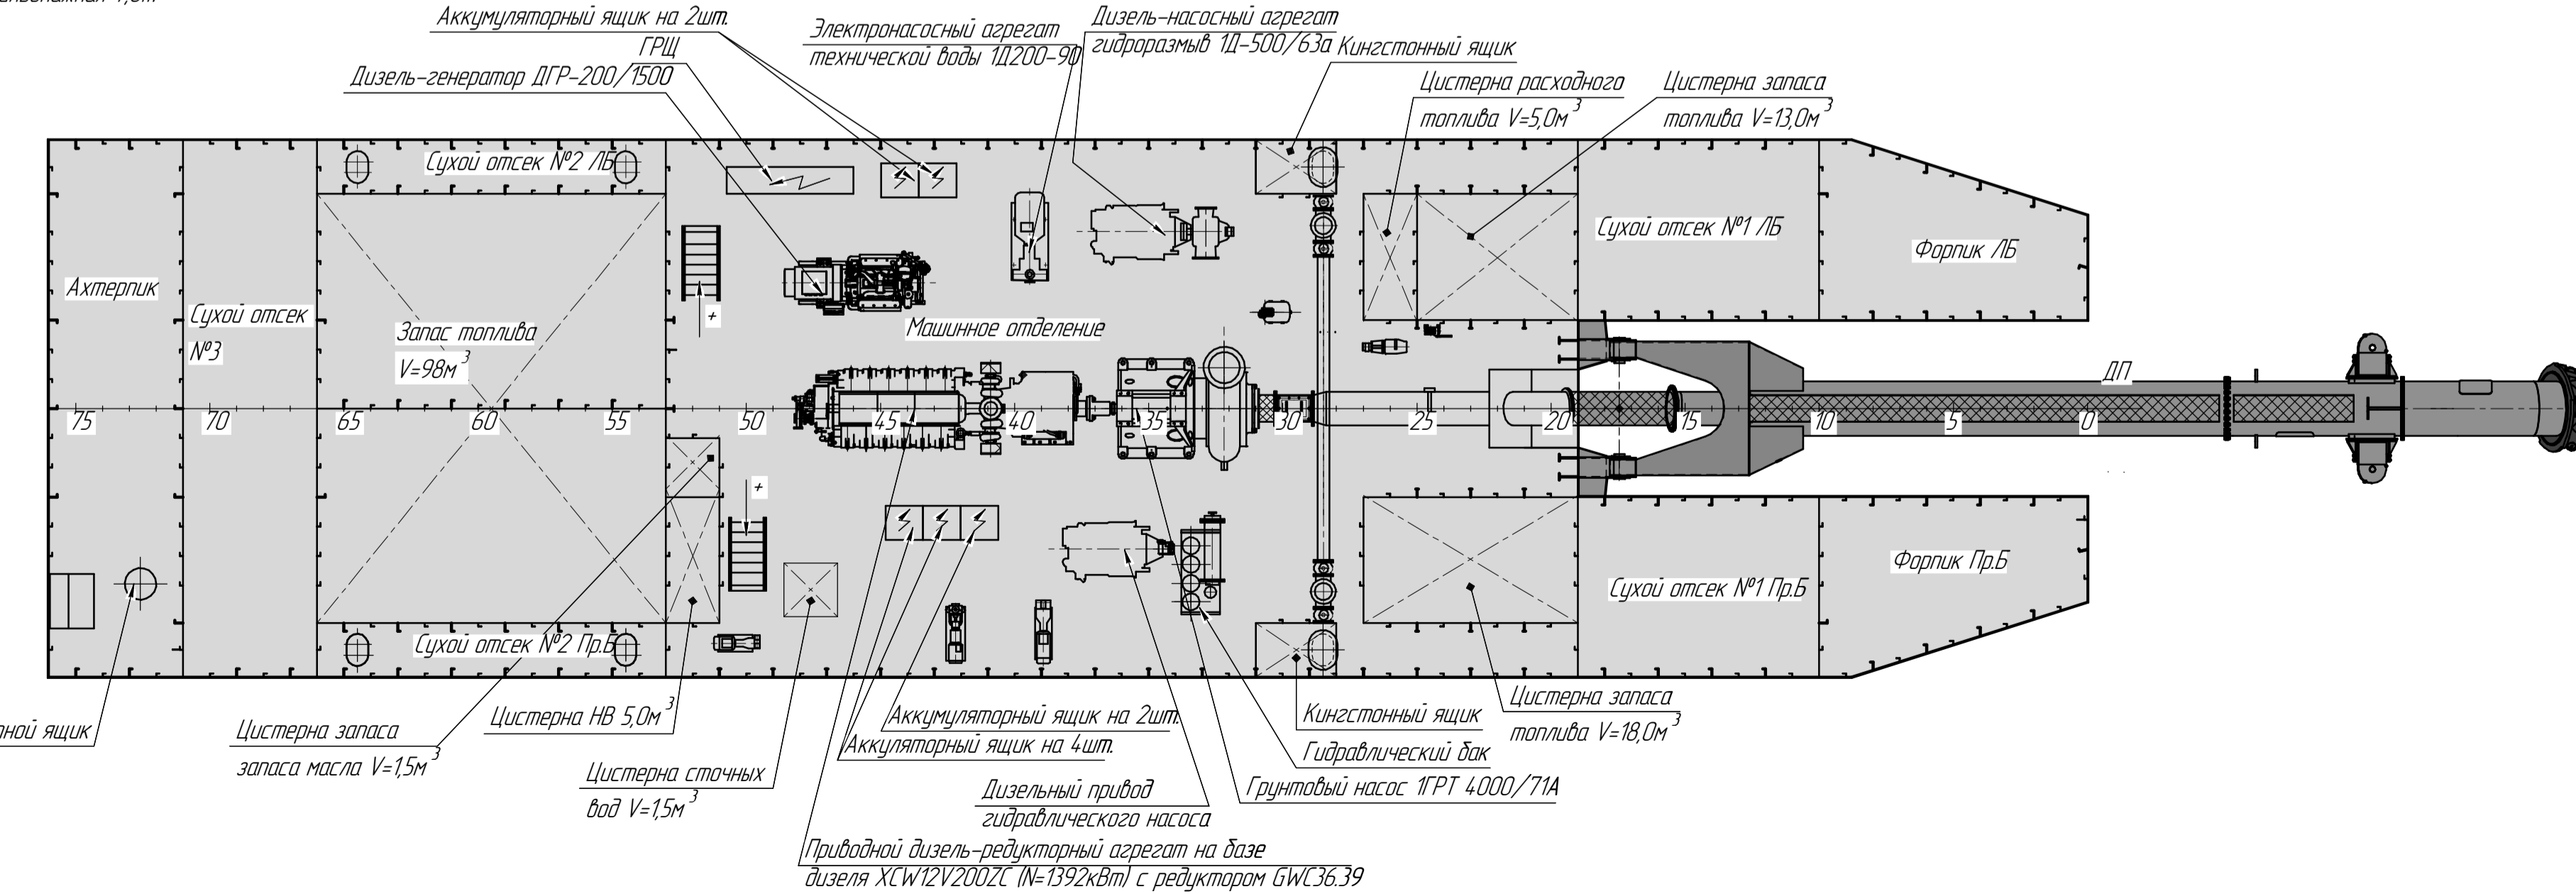 Аккумуляторный ящик на 2шт.
ГРЩ
Дизель-генератор ДГР-200/1500
Электронасосный агрегат
технической воды 1Д200-90
Дизель-насосный агрегат
гидроразмыв 1Д-500/63а
Кингстонный ящик
Цистерна расходного
топлива V=5,0м³
Цистерна запаса
топлива V=13,0м³
Сухой отсек №2 ЛБ
Сухой отсек №1 ЛБ
Форпик ЛБ
Ахтерпик
Сухой отсек
№3
Запас топлива
V=98м³
Машинное отделение
+
ДП
75 70 65 60 55 50 45 40 35 30 25 20 15 10 5 0
+
Форпик Пр.Б
Сухой отсек №1 Пр.Б
Сухой отсек №2 Пр.Б
ной ящик
Цистерна запаса
запаса масла V=1,5м³
Цистерна НВ 5,0м³
Цистерна сточных
вод V=1,5м³
Аккумуляторный ящик на 2шт.
Аккуляторный ящик на 4шт.
Дизельный привод
гидравлического насоса
Приводной дизель-редукторный агрегат на базе
дизеля XCW12V200ZC (N=1392кВт) с редуктором GWC36.39
Кингстонный ящик
Гидравлический бак
Грунтовый насос 1ГРТ 4000/71А
Цистерна запаса
топлива V=18,0м³